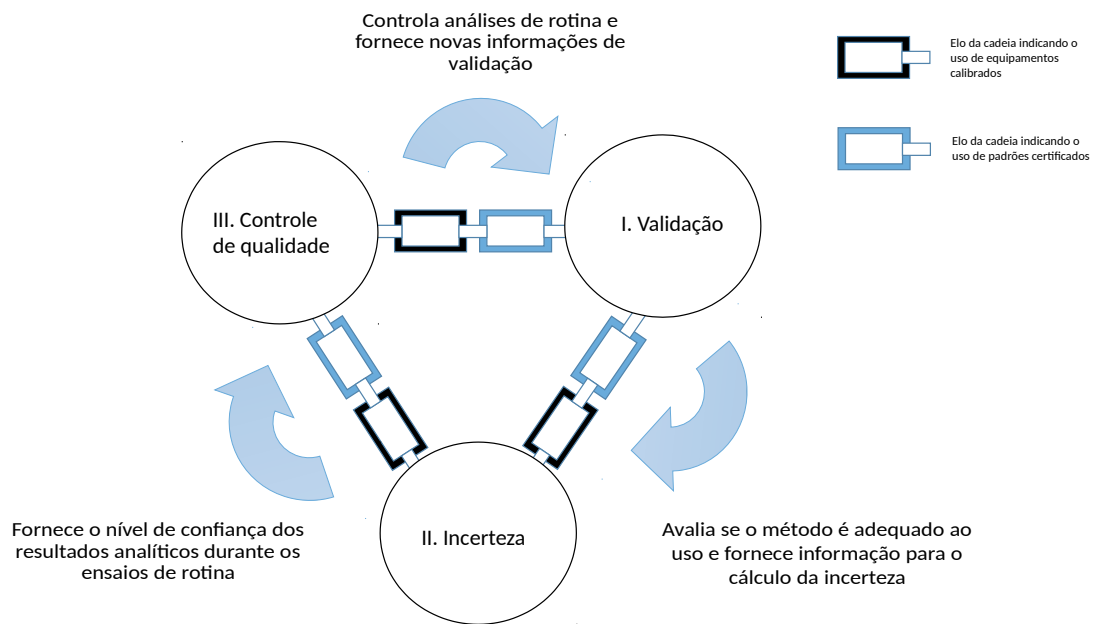 Controla análises de rotina e
fornece novas informações de
validação
Elo da cadeia indicando o
uso de equipamentos
calibrados
Elo da cadeia indicando o
uso de padrões certificados
III. Controle
de qualidade
I. Validação
II. Incerteza
Fornece o nível de confiança dos
resultados analíticos durante os
ensaios de rotina
Avalia se o método é adequado ao
uso e fornece informação para o
cálculo da incerteza